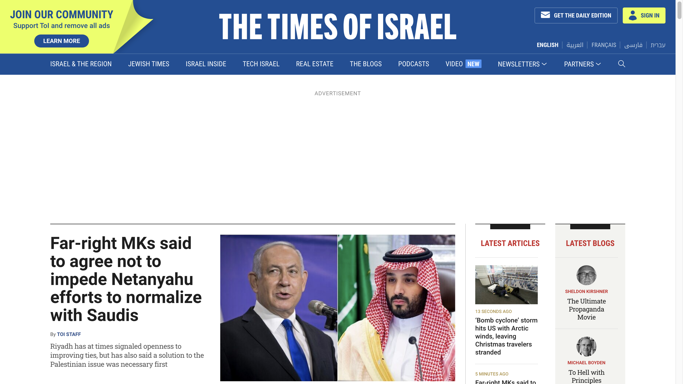 JOIN OUR COMMUNITY
Support ToI and remove all ads
LEARN MORE
THE TIMES OF ISRAEL
GET THE DAILY EDITION
SIGN IN
ENGLISH | العربية | FRANÇAIS | فارسی | עברית
ISRAEL & THE REGION JEWISH TIMES ISRAEL INSIDE TECH ISRAEL REAL ESTATE THE BLOGS PODCASTS VIDEO NEW NEWSLETTERS PARTNERS
ADVERTISEMENT
Far-right MKs said
to agree not to
impede Netanyahu
efforts to normalize
with Saudis
By TOI STAFF
Riyadh has at times signaled openness to
improving ties, but has also said a solution to the
Palestinian issue was necessary first
LATEST ARTICLES
13 SECONDS AGO
'Bomb cyclone' storm
hits US with Arctic
winds, leaving
Christmas travelers
stranded
5 MINUTES AGO
Far-right MKs said to
LATEST BLOGS
SHELDON KIRSHNER
The Ultimate
Propaganda
Movie
MICHAEL BOYDEN
To Hell with
Principles